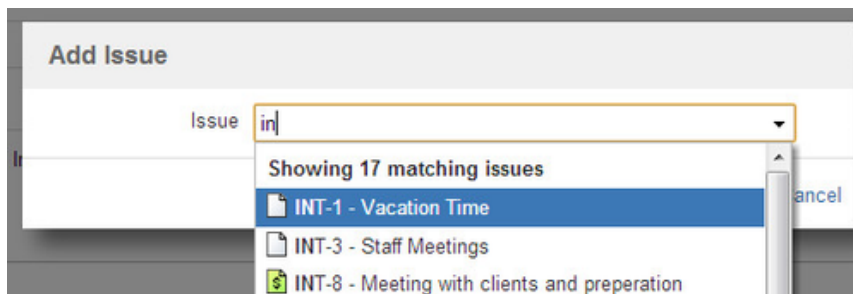 Add Issue
Issue in
Showing 17 matching issues
INT-1 - Vacation Time
ancel
INT-3 - Staff Meetings
INT-8 - Meeting with clients and preperation